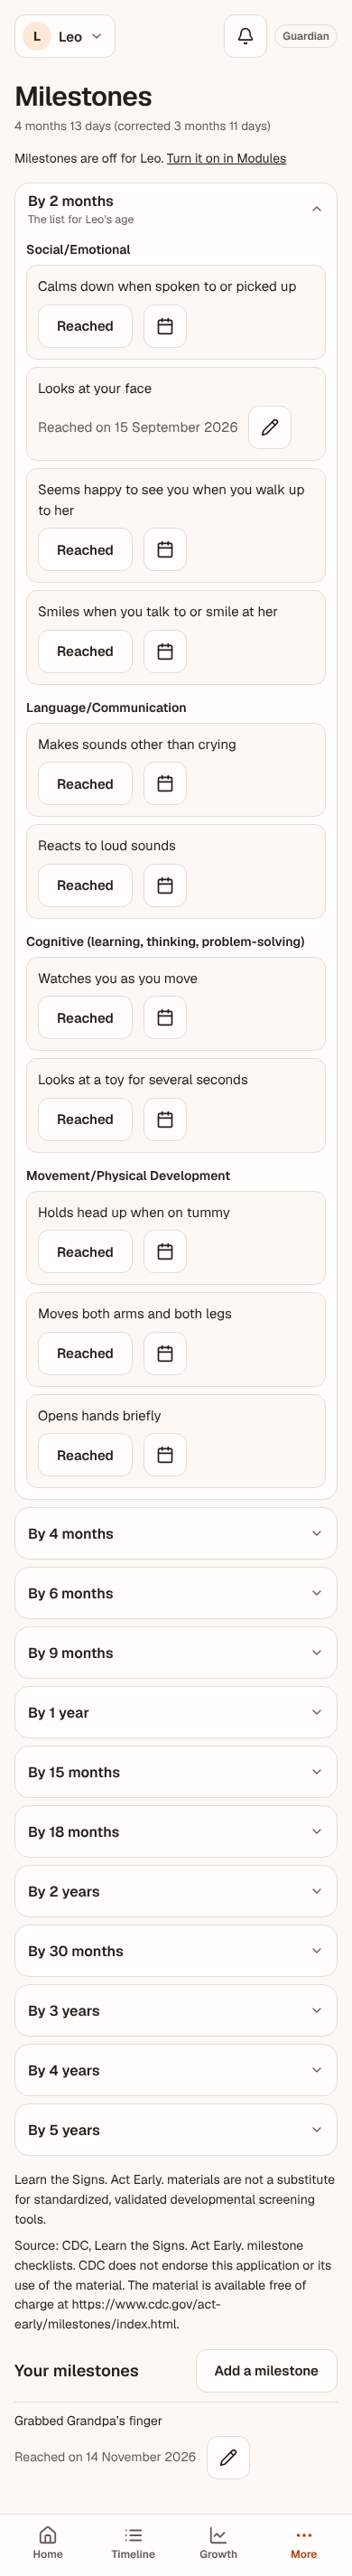 L Leo Guardian
Milestones
4 months 13 days (corrected 3 months 11 days)
Milestones are off for Leo. Turn it on in Modules
By 2 months
The list for Leo's age
Social/Emotional
Calms down when spoken to or picked up
Reached
Looks at your face
Reached on 15 September 2026
Seems happy to see you when you walk up
to her
Reached
Smiles when you talk to or smile at her
Reached
Language/Communication
Makes sounds other than crying
Reached
Reacts to loud sounds
Reached
Cognitive (learning, thinking, problem-solving)
Watches you as you move
Reached
Looks at a toy for several seconds
Reached
Movement/Physical Development
Holds head up when on tummy
Reached
Moves both arms and both legs
Reached
Opens hands briefly
Reached
By 4 months
By 6 months
By 9 months
By 1 year
By 15 months
By 18 months
By 2 years
By 30 months
By 3 years
By 4 years
By 5 years
Learn the Signs. Act Early. materials are not a substitute
for standardized, validated developmental screening
tools.
Source: CDC, Learn the Signs. Act Early. milestone
checklists. CDC does not endorse this application or its
use of the material. The material is available free of
charge at https://www.cdc.gov/act-
early/milestones/index.html.
Your milestones Add a milestone
Grabbed Grandpa's finger
Reached on 14 November 2026
Home Timeline Growth More